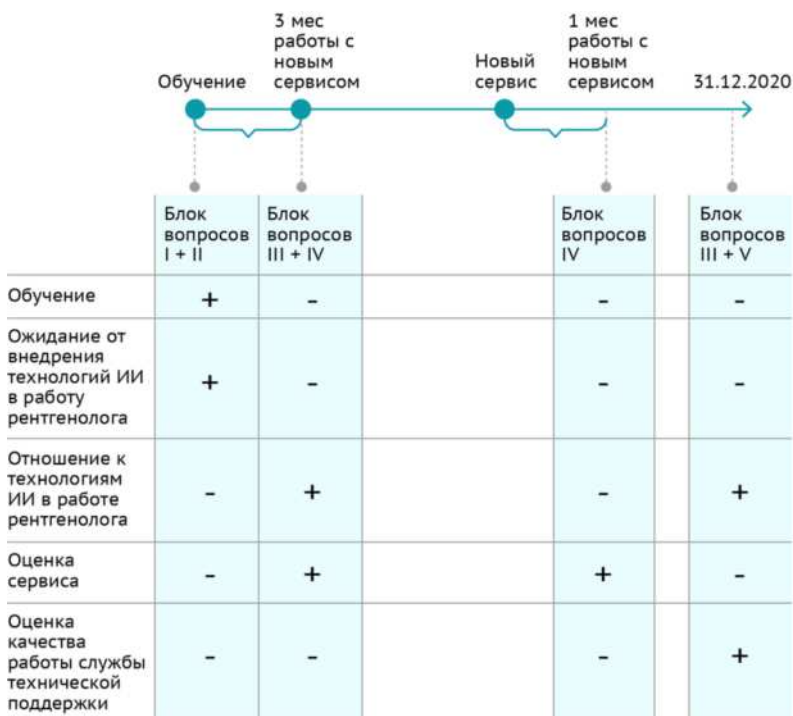 Обучение
3 мес
работы с
новым
сервисом
Новый
сервис
1 мес
работы с
новым
сервисом
31.12.2020
Блок
вопросов
I + II
Блок
вопросов
III + IV
Блок
вопросов
IV
Блок
вопросов
III + V
Обучение
+ - - -
Ожидание от
внедрения
технологий ИИ
в работу
рентгенолога
+ - - -
Отношение к
технологиям
ИИ в работе
рентгенолога
- + - +
Оценка
сервиса
- + + -
Оценка
качества
работы службы
технической
поддержки
- - - +